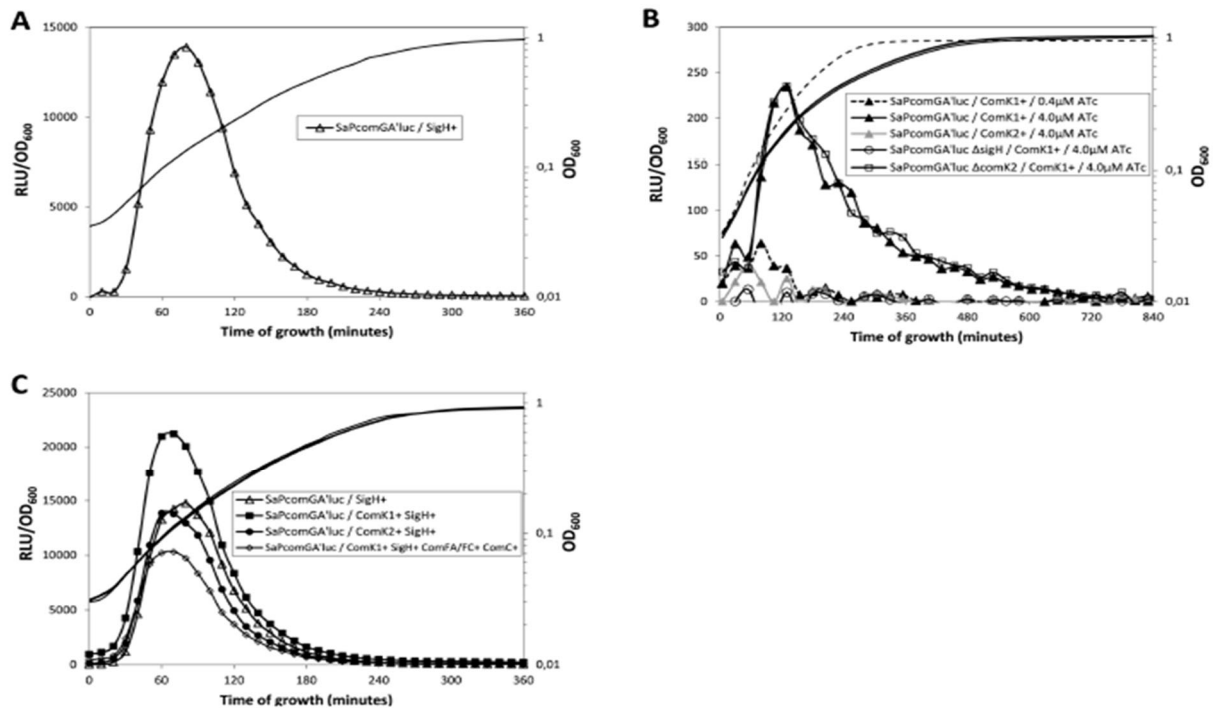 A
15000
10000
5000
0
RLU/OD600
1
0,1
0,01
OD600
SaPcomGA'luc / SigH+
0 60 120 180 240 300 360
Time of growth (minutes)
B
300
250
200
150
100
50
0
RLU/OD600
1
0,1
0,01
OD600
SaPcomGA'luc / ComK1+ / 0.4µM ATc
SaPcomGA'luc / ComK1+ / 4.0µM ATc
SaPcomGA'luc / ComK2+ / 4.0µM ATc
SaPcomGA'luc ΔsigH / ComK1+ / 4.0µM ATc
SaPcomGA'luc ΔcomK2 / ComK1+ / 4.0µM ATc
0 120 240 360 480 600 720 840
Time of growth (minutes)
C
25000
20000
15000
10000
5000
0
RLU/OD600
1
0,1
0,01
OD600
SaPcomGA'luc / SigH+
SaPcomGA'luc / ComK1+ SigH+
SaPcomGA'luc / ComK2+ SigH+
SaPcomGA'luc / ComK1+ SigH+ ComFA/FC+ ComC+
0 60 120 180 240 300 360
Time of growth (minutes)